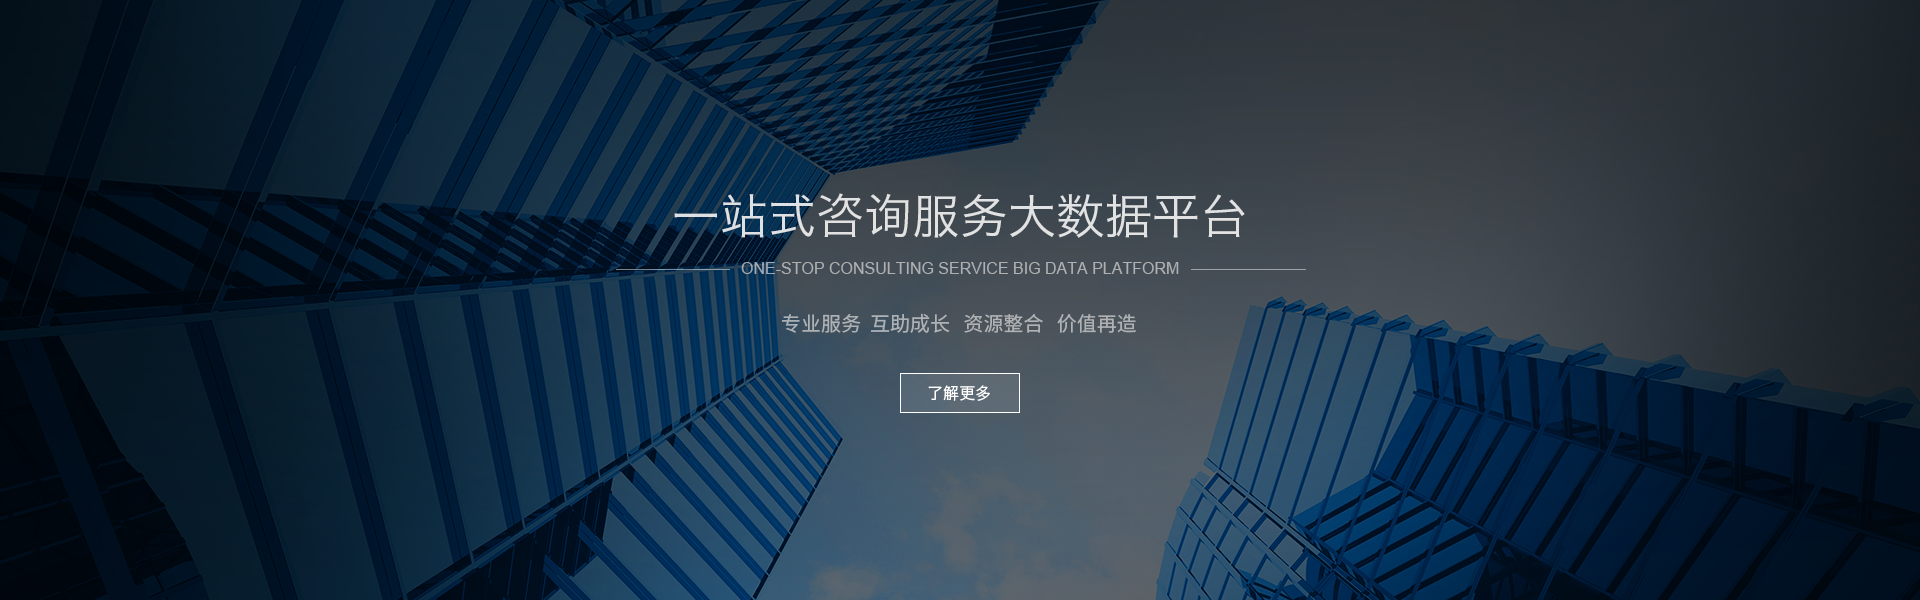 一站式咨询服务大数据平台
ONE-STOP CONSULTING SERVICE BIG DATA PLATFORM
专业服务 互助成长 资源整合 价值再造
了解更多